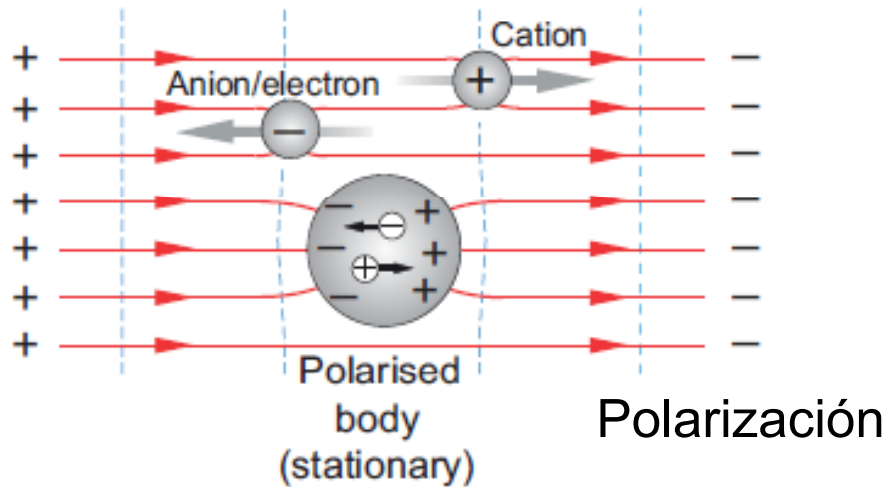 Cation
Anion/electron
+ −
+ −
+ −
+ −
+ −
+ −
+ −
+
−
− +
−
− +
+
− +
Polarised
body
(stationary)
Polarización